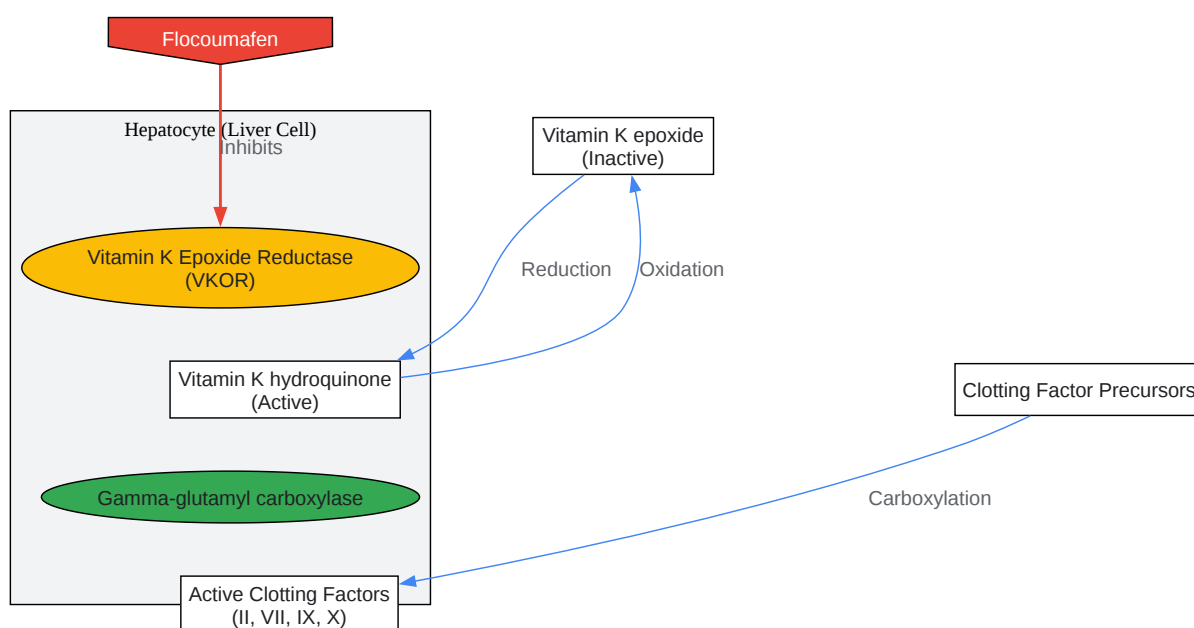 Flocoumafen
Hepatocyte (Liver Cell)
Inhibits
Vitamin K epoxide
(Inactive)
Vitamin K Epoxide Reductase
(VKOR)
Reduction
Oxidation
Vitamin K hydroquinone
(Active)
Clotting Factor Precursors
Gamma-glutamyl carboxylase
Carboxylation
Active Clotting Factors
(II, VII, IX, X)